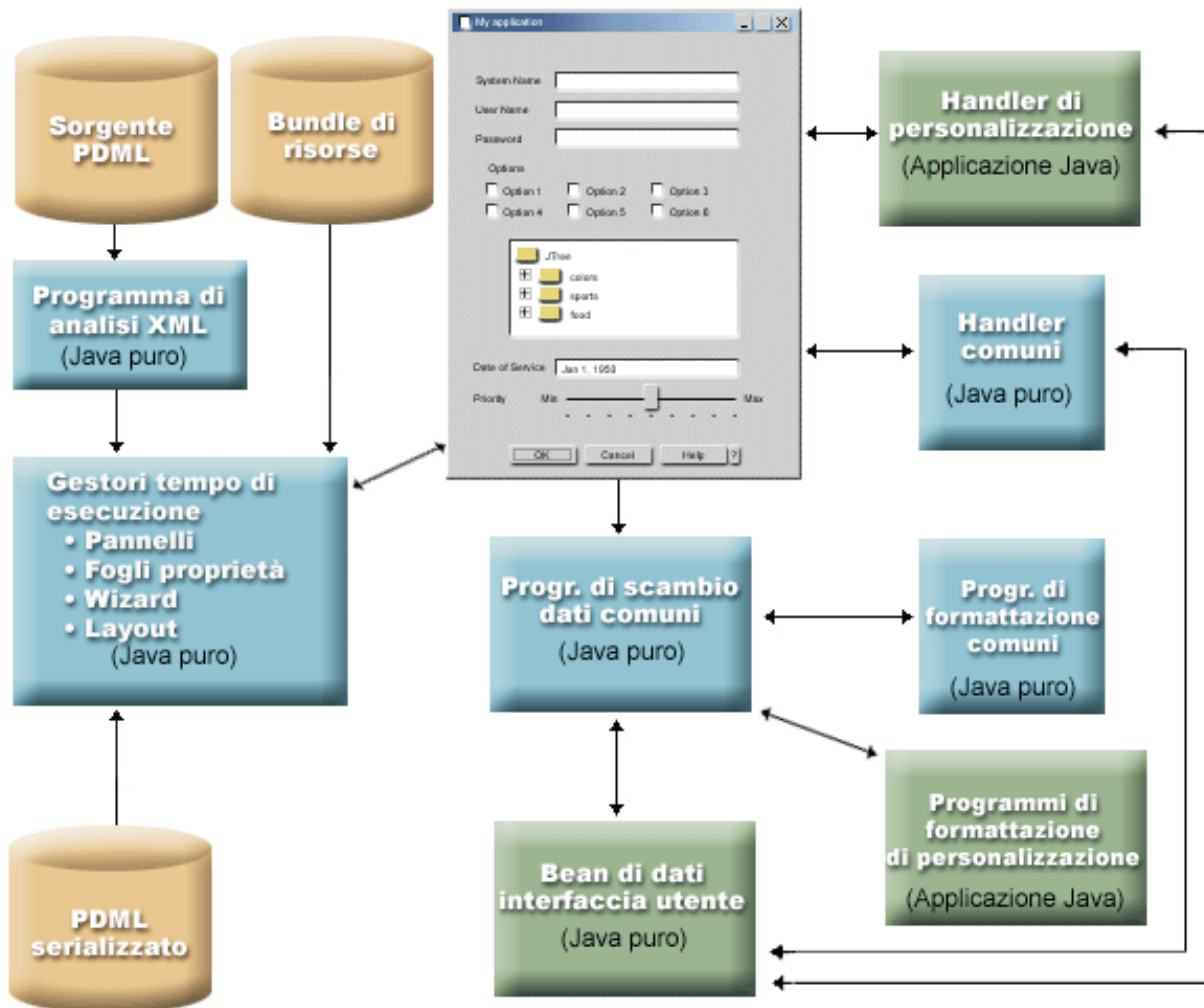 Sorgente
PDML
Bundle di
risorse
My application
System Name
User Name
Password
Options
Option 1
Option 2
Option 3
Option 4
Option 5
Option 6
JTree
colors
sports
food
Date of Service
Jan 1, 1950
Priority
Min
Max
OK
Cancel
Help
?
Handler di
personalizzazione
(Applicazione Java)
Programma di
analisi XML
(Java puro)
Handler
comuni
(Java puro)
Gestori tempo di
esecuzione
• Pannelli
• Fogli proprietà
• Wizard
• Layout
(Java puro)
Progr. di scambio
dati comuni
(Java puro)
Progr. di
formattazione
comuni
(Java puro)
Programmi di
formattazione
di personalizzazione
(Applicazione Java)
Bean di dati
interfaccia utente
(Java puro)
PDML
serializzato